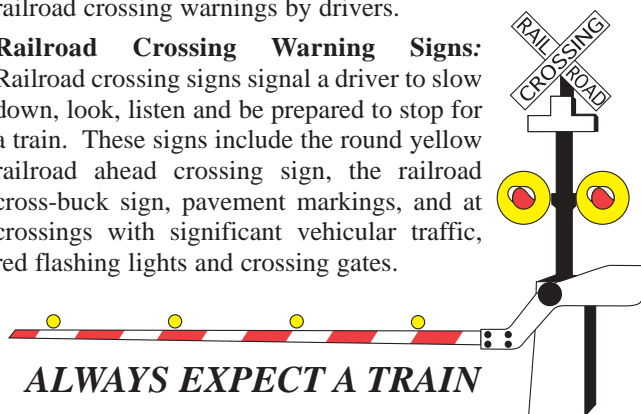 railroad crossing warnings by drivers.
Railroad Crossing Warning Signs:
Railroad crossing signs signal a driver to slow
down, look, listen and be prepared to stop for
a train. These signs include the round yellow
railroad ahead crossing sign, the railroad
cross-buck sign, pavement markings, and at
crossings with significant vehicular traffic,
red flashing lights and crossing gates.
RAIL ROAD
CROSSING
ALWAYS EXPECT A TRAIN